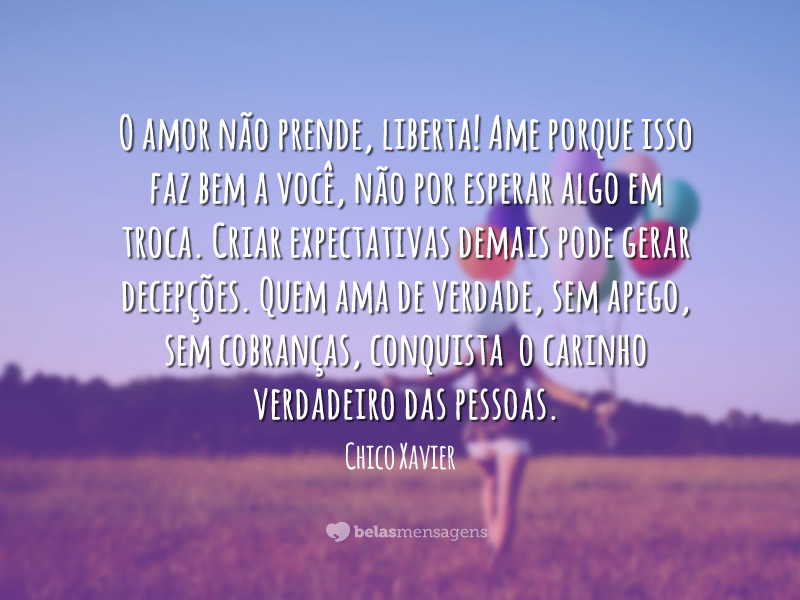 O AMOR NÃO PRENDE, LIBERTA! AME PORQUE ISSO
FAZ BEM A VOCÊ, NÃO POR ESPERAR ALGO EM
TROCA. CRIAR EXPECTATIVAS DEMAIS PODE GERAR
DECEPÇÕES. QUEM AMA DE VERDADE, SEM APEGO,
SEM COBRANÇAS, CONQUISTA O CARINHO
VERDADEIRO DAS PESSOAS.
CHICO XAVIER
belasmensagens